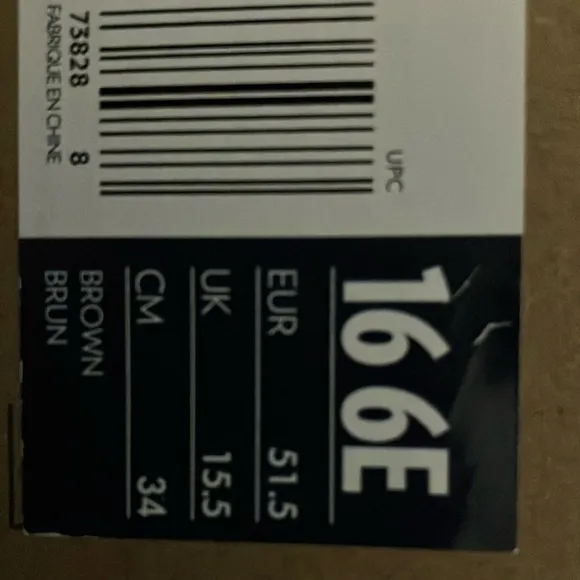 UPC
73828 8
FABRIQUE EN CHINE
16 6E
EUR 51.5
UK 15.5
CM 34
BROWN
BRUN